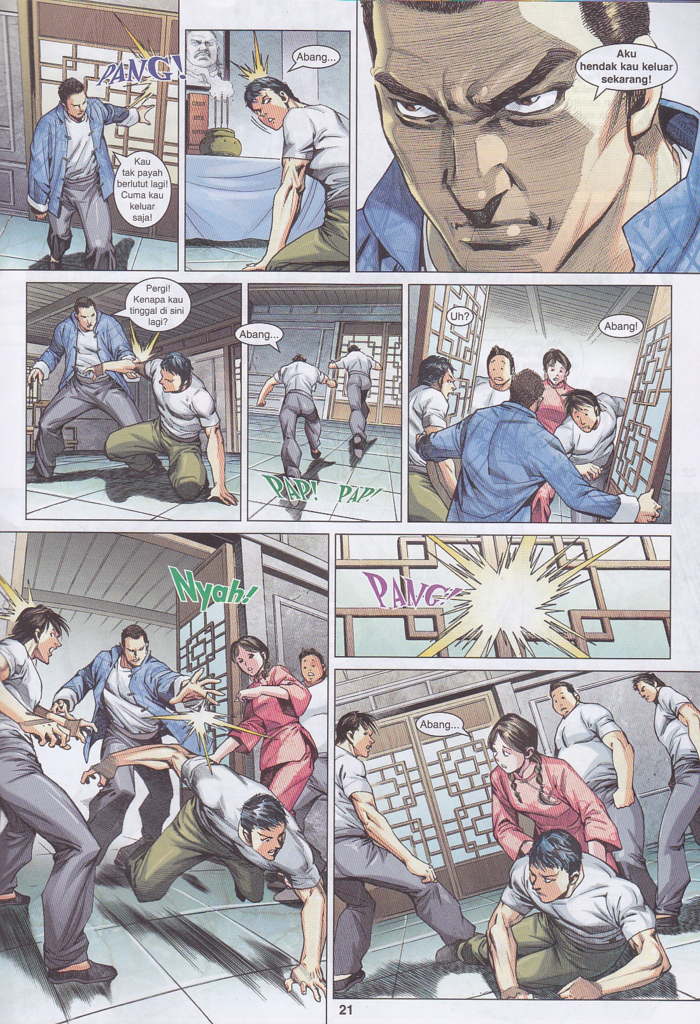 PANG!
Kau
tak payah
berlutut lagi!
Cuma kau
keluar
saja!
Abang...
Aku
hendak kau keluar
sekarang!
Pergi!
Kenapa kau
tinggal di sini
lagi?
Abang...
PAP!
PAP!
Uh?
Abang!
Nyah!
PANG!
Abang...
21